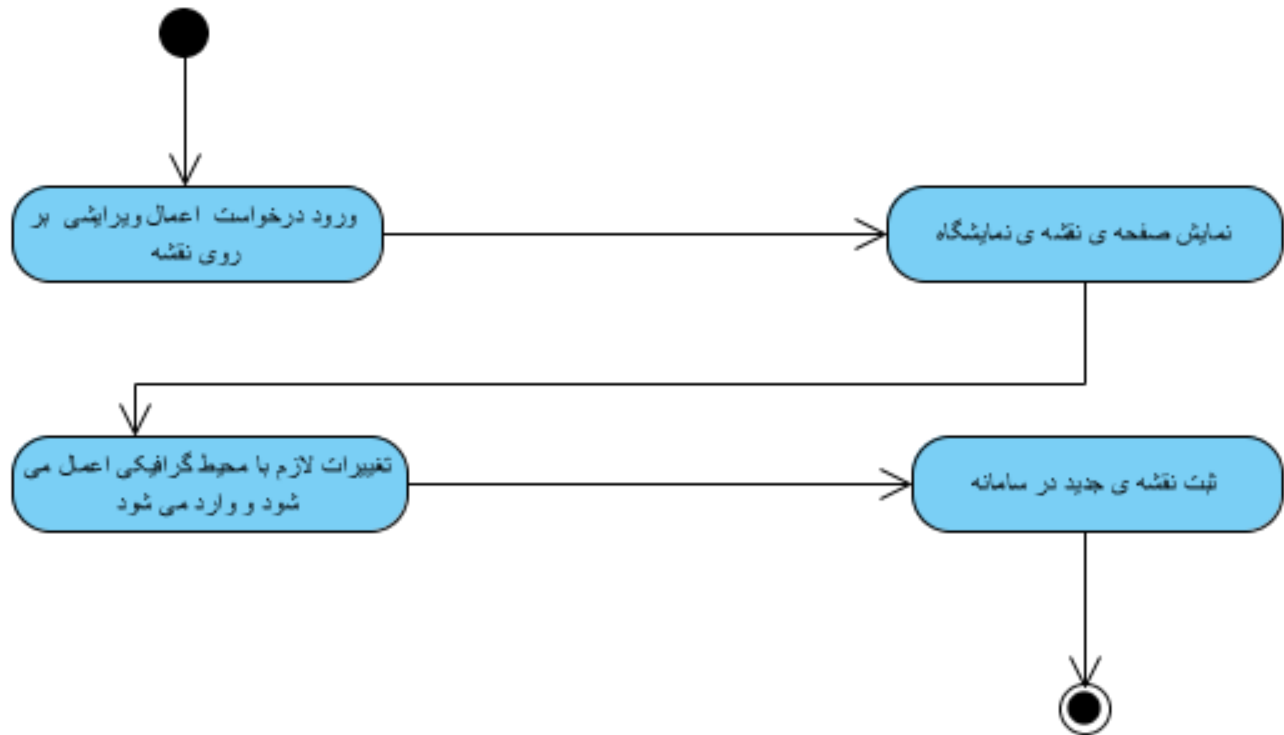 ورود درخواست اعمال ویرایشی بر
روی نقشه
نمایش صفحه ی نقشه ی نمایشگاه
تغییرات لازم با محیط گرافیکی اعمال می
شود و وارد می شود
ثبت نقشه ی جدید در سامانه